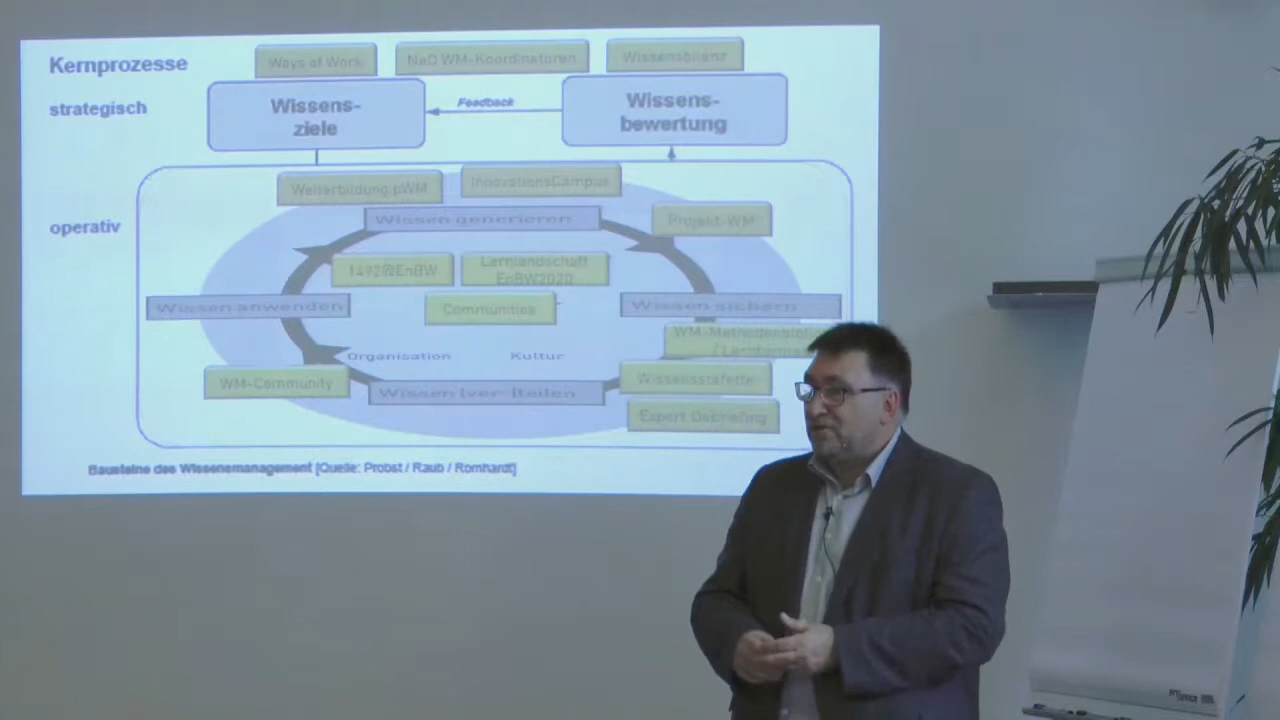 Kernprozesse
Ways of Work
NeO WM-Koordinatoren
Wissensbilanz
strategisch
Wissens-
ziele
Feedback
Wissens-
bewertung
operativ
Weiterbildung pWM
InnovationsCampus
Wissen generieren
Projekt-WM
1492@EnBW
Lernlandschaft
EnBW2020
Communities
Wissen anwenden
Wissen sichern
Organisation
Kultur
WM-Community
Wissen (ver-)teilen
Wissensstafette
Expert Debriefing
Bausteine des Wissensmanagement [Quelle: Probst / Raub / Romhardt]